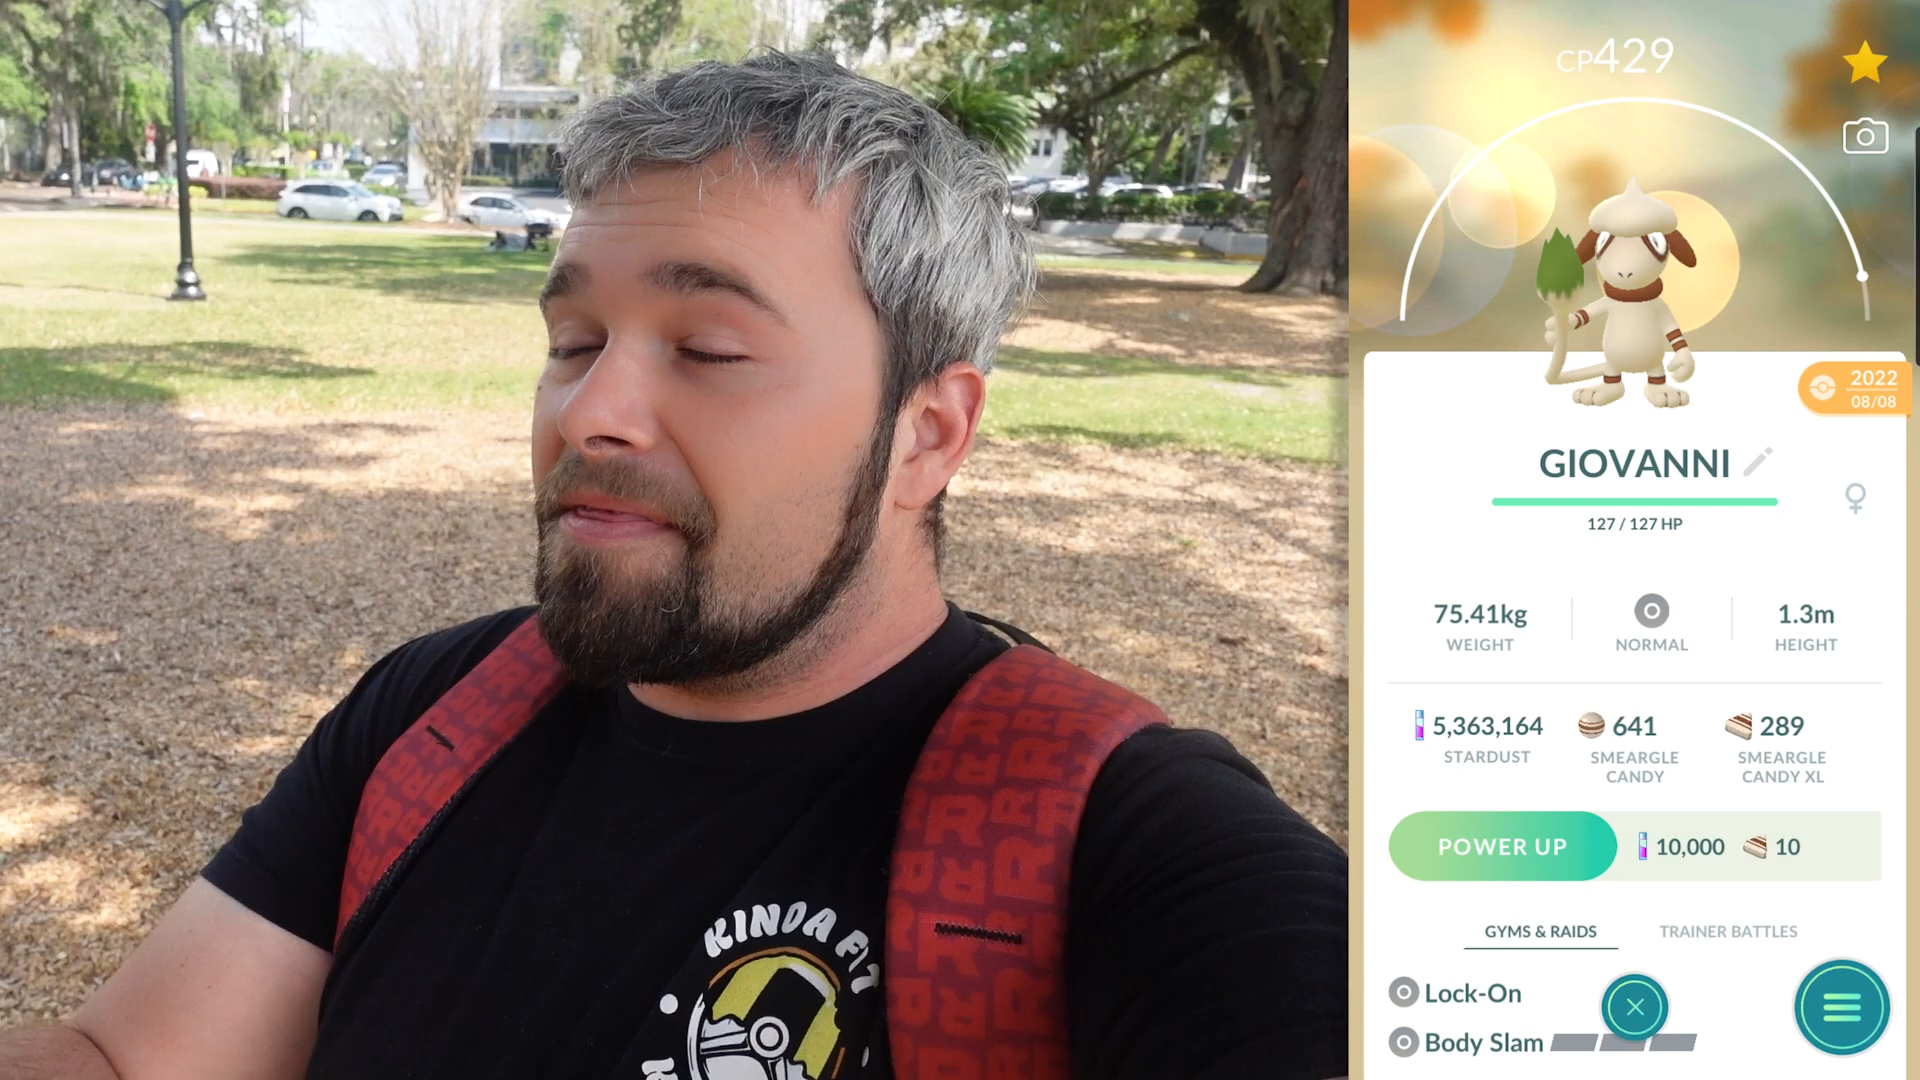 CP429
2022
08/08
GIOVANNI
127 / 127 HP
75.41kg
WEIGHT
NORMAL
1.3m
HEIGHT
5,363,164
STARDUST
641
SMEARGLE
CANDY
289
SMEARGLE
CANDY XL
POWER UP
10,000
10
GYMS & RAIDS
TRAINER BATTLES
Lock-On
Body Slam
KINDA FIT